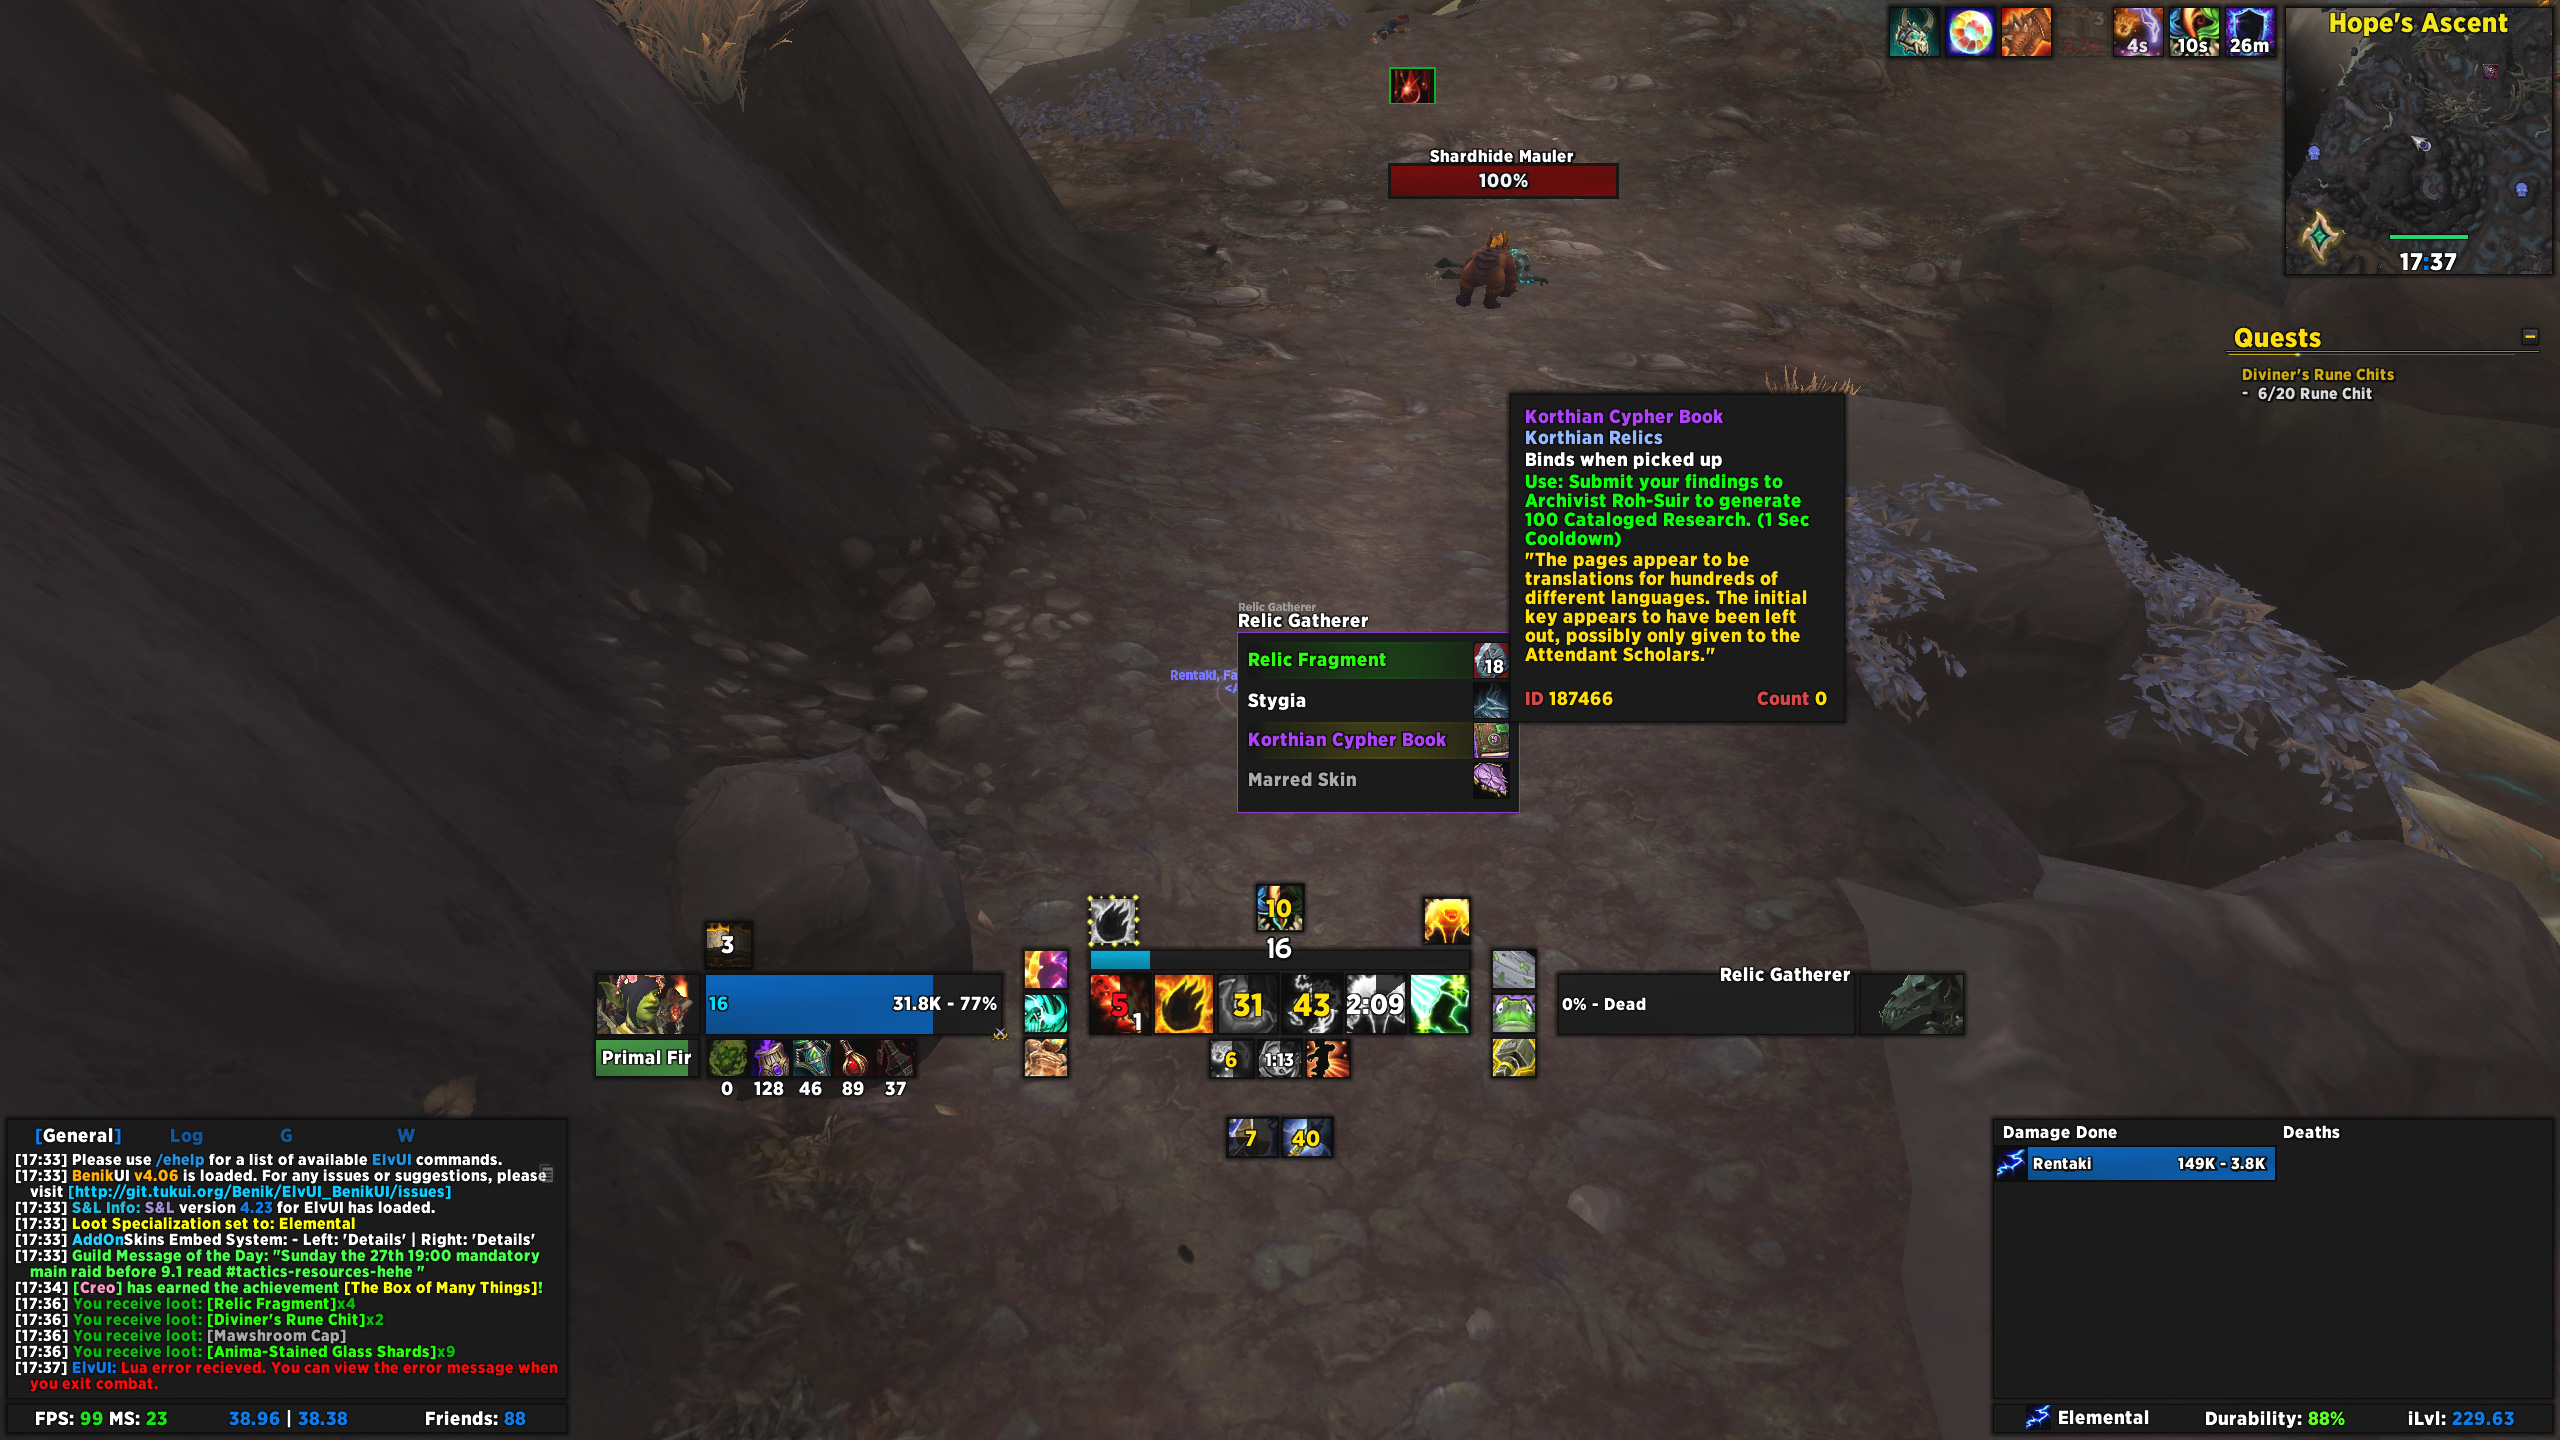 4s
10s
26m
Hope's Ascent
17:37
Shardhide Mauler
100%
Quests
Diviner's Rune Chits
- 6/20 Rune Chit
Korthian Cypher Book
Korthian Relics
Binds when picked up
Use: Submit your findings to
Archivist Roh-Suir to generate
100 Cataloged Research. (1 Sec
Cooldown)
"The pages appear to be
translations for hundreds of
different languages. The initial
key appears to have been left
out, possibly only given to the
Attendant Scholars."
ID 187466 Count 0
Relic Gatherer
Relic Gatherer
Relic Fragment 18
Stygia
Korthian Cypher Book
Marred Skin
Rentaki, Fa
10
16
3
16 31.8K - 77%
5 1
31
43
2:09
Relic Gatherer
0% - Dead
Primal Fir
0 128 46 89 37
6
1:13
7
40
[General] Log G W
[17:33] Please use /ehelp for a list of available ElvUI commands.
[17:33] BenikUI v4.06 is loaded. For any issues or suggestions, please
visit [http://git.tukui.org/Benik/ElvUI_BenikUI/issues]
[17:33] S&L Info: S&L version 4.23 for ElvUI has loaded.
[17:33] Loot Specialization set to: Elemental
[17:33] AddOnSkins Embed System: - Left: 'Details' | Right: 'Details'
[17:33] Guild Message of the Day: "Sunday the 27th 19:00 mandatory
main raid before 9.1 read #tactics-resources-hehe "
[17:34] [Creo] has earned the achievement [The Box of Many Things]!
[17:36] You receive loot: [Relic Fragment]x4
[17:36] You receive loot: [Diviner's Rune Chit]x2
[17:36] You receive loot: [Mawshroom Cap]
[17:36] You receive loot: [Anima-Stained Glass Shards]x9
[17:37] ElvUI: Lua error recieved. You can view the error message when
you exit combat.
FPS: 99 MS: 23 38.96 | 38.38 Friends: 88
Damage Done Deaths
Rentaki 149K - 3.8K
Elemental Durability: 88% iLvl: 229.63